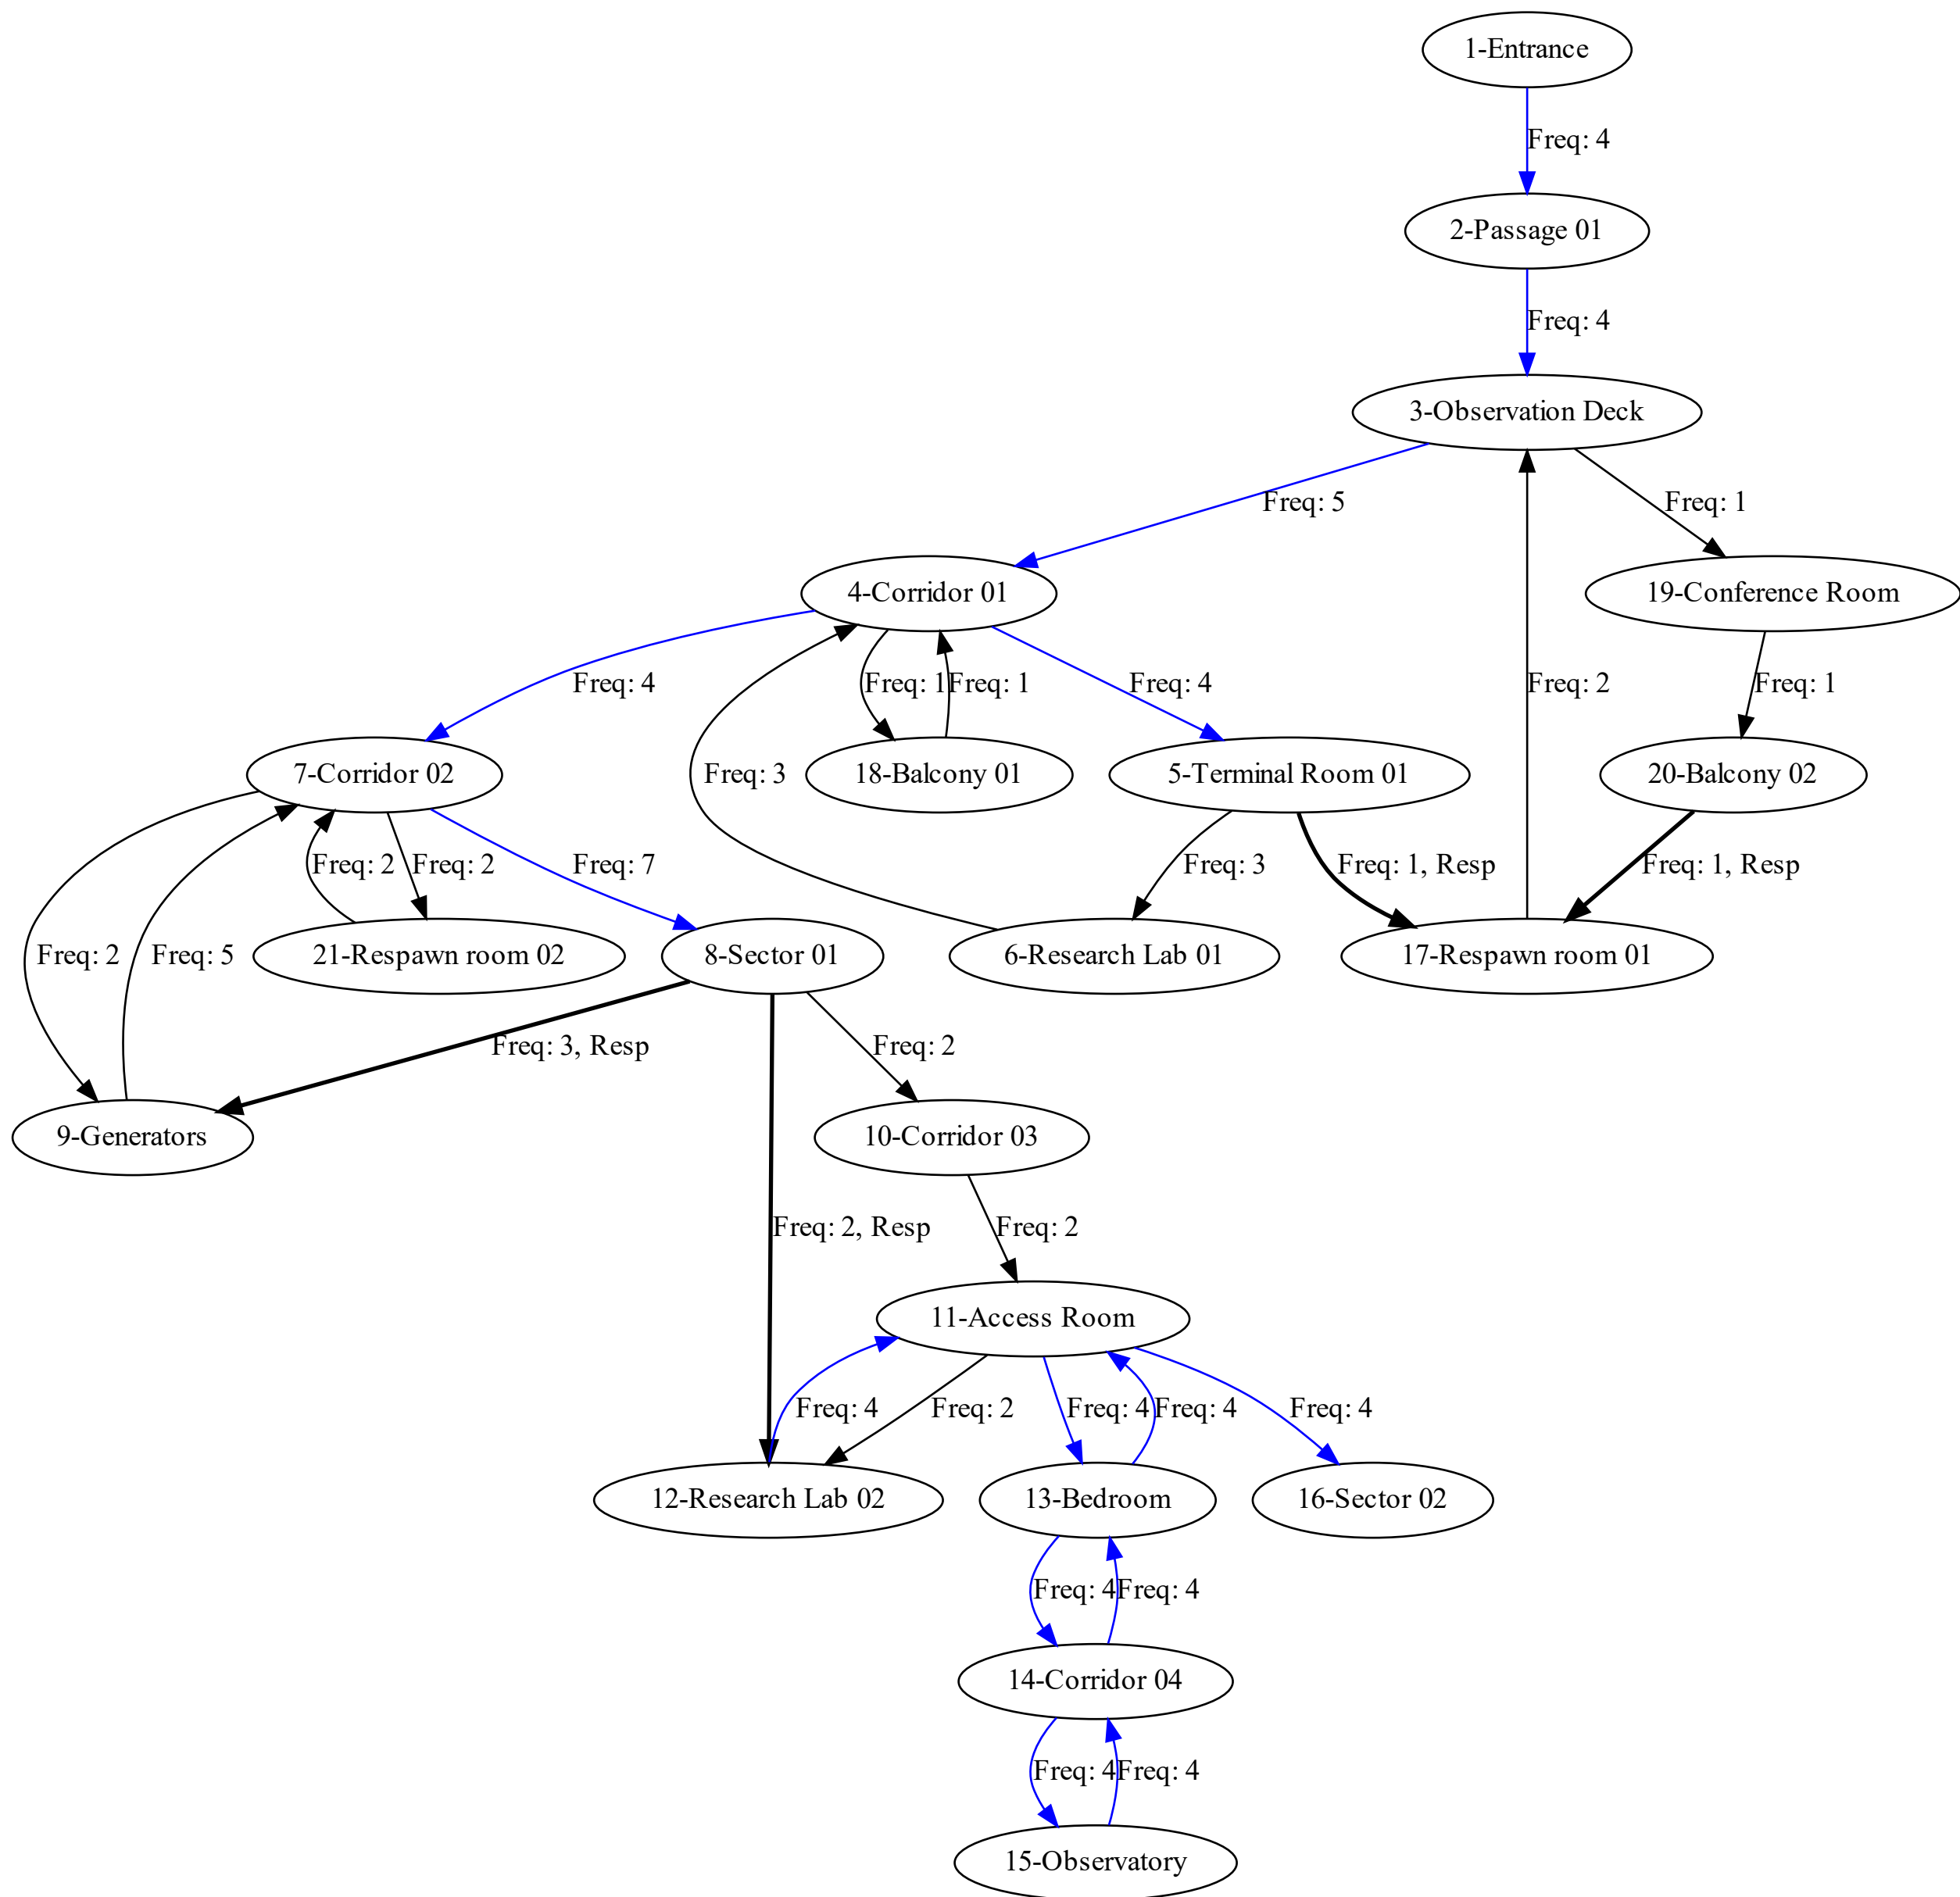 1-Entrance
Freq: 4
2-Passage 01
Freq: 4
3-Observation Deck
Freq: 5
Freq: 1
4-Corridor 01
19-Conference Room
Freq: 4
Freq: 1
Freq: 1
Freq: 4
Freq: 2
Freq: 1
Freq: 3
7-Corridor 02
18-Balcony 01
5-Terminal Room 01
20-Balcony 02
Freq: 2
Freq: 2
Freq: 7
Freq: 3
Freq: 1, Resp
Freq: 1, Resp
Freq: 2
Freq: 5
21-Respawn room 02
8-Sector 01
6-Research Lab 01
17-Respawn room 01
Freq: 3, Resp
Freq: 2
9-Generators
10-Corridor 03
Freq: 2, Resp
Freq: 2
11-Access Room
Freq: 4
Freq: 2
Freq: 4
Freq: 4
Freq: 4
12-Research Lab 02
13-Bedroom
16-Sector 02
Freq: 4
Freq: 4
14-Corridor 04
Freq: 4
Freq: 4
15-Observatory